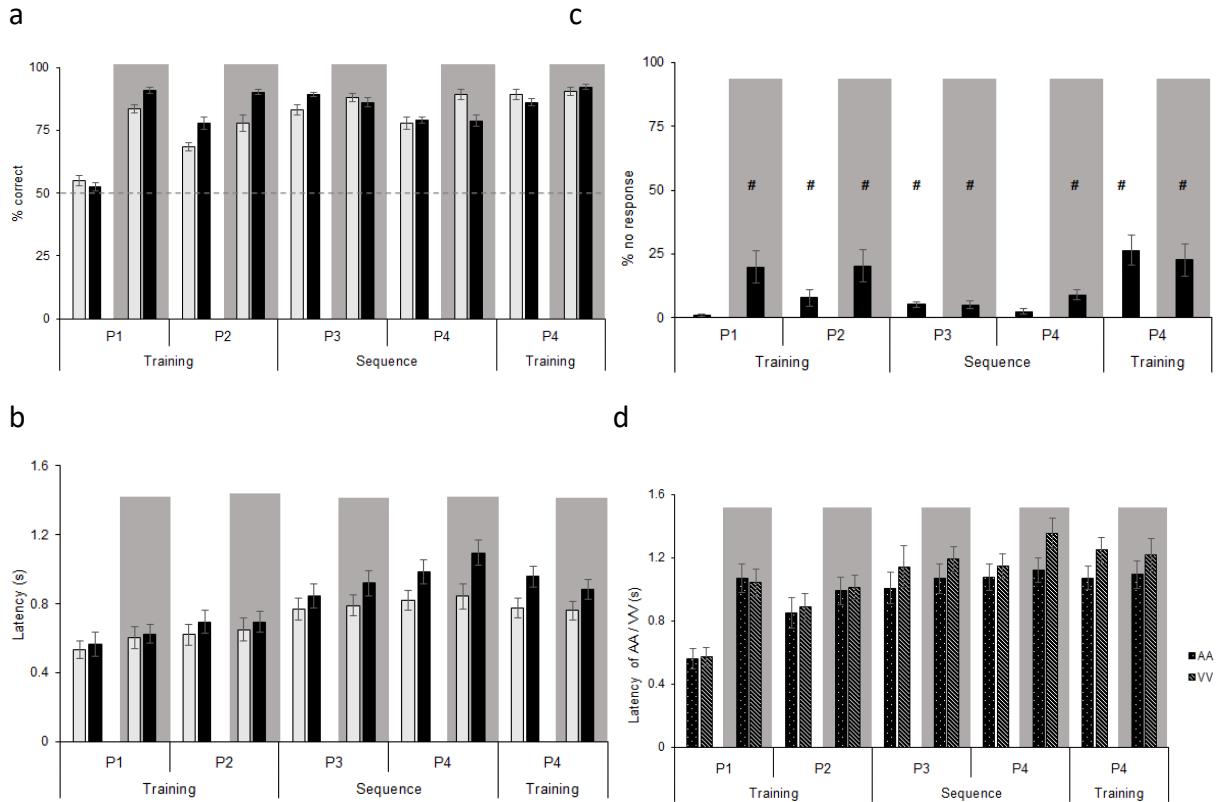 a
100
75
50
25
0
% correct
P1 P2 P3 P4 P4
Training Sequence Training
c
100
75
50
25
0
% no response
# # # # # # # #
P1 P2 P3 P4 P4
Training Sequence Training
b
1.6
1.2
0.8
0.4
0
Latency (s)
P1 P2 P3 P4 P4
Training Sequence Training
d
1.6
1.2
0.8
0.4
0
Latency of AA / VV (s)
P1 P2 P3 P4 P4
Training Sequence Training
AA
VV